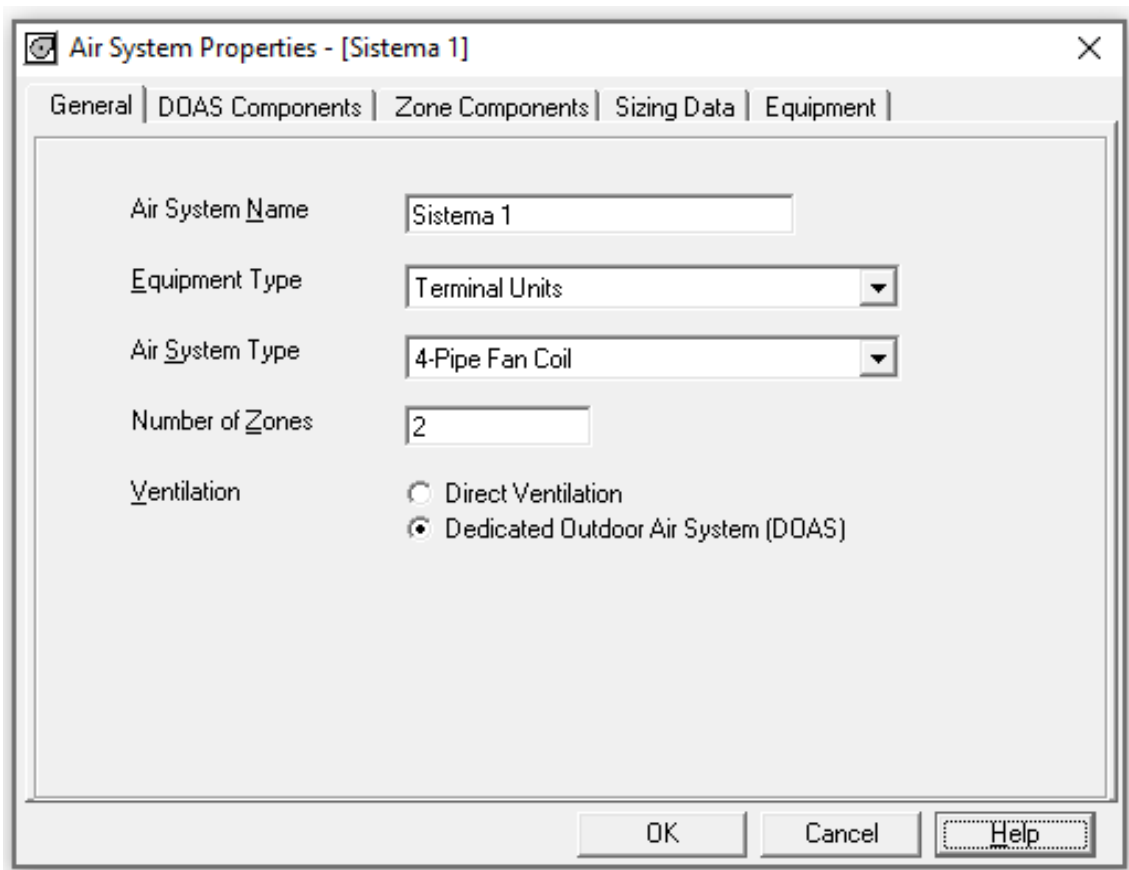 Air System Properties - [Sistema 1]
General DOAS Components Zone Components Sizing Data Equipment
Air System Name Sistema 1
Equipment Type Terminal Units
Air System Type 4-Pipe Fan Coil
Number of Zones 2
Ventilation Direct Ventilation
Dedicated Outdoor Air System (DOAS)
OK Cancel Help